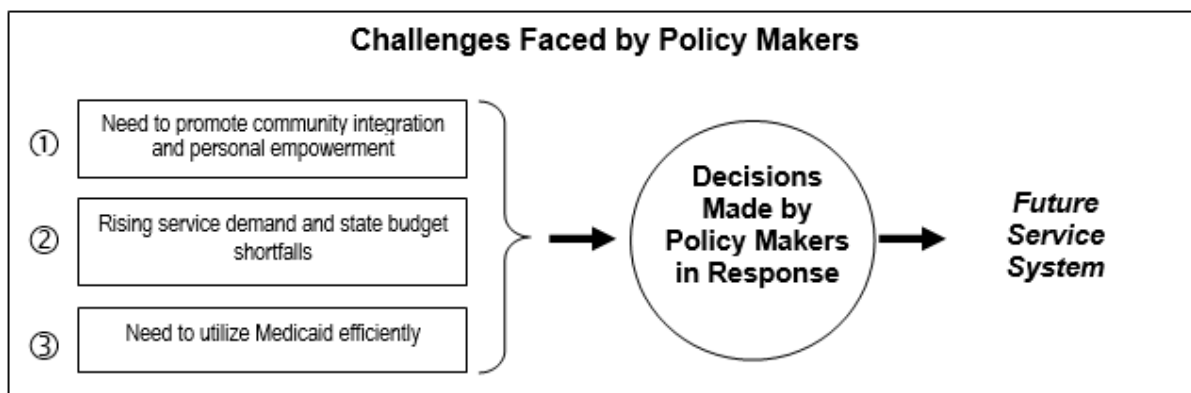 Challenges Faced by Policy Makers
① Need to promote community integration
and personal empowerment
② Rising service demand and state budget
shortfalls
③ Need to utilize Medicaid efficiently
Decisions
Made by
Policy Makers
in Response
Future
Service
System